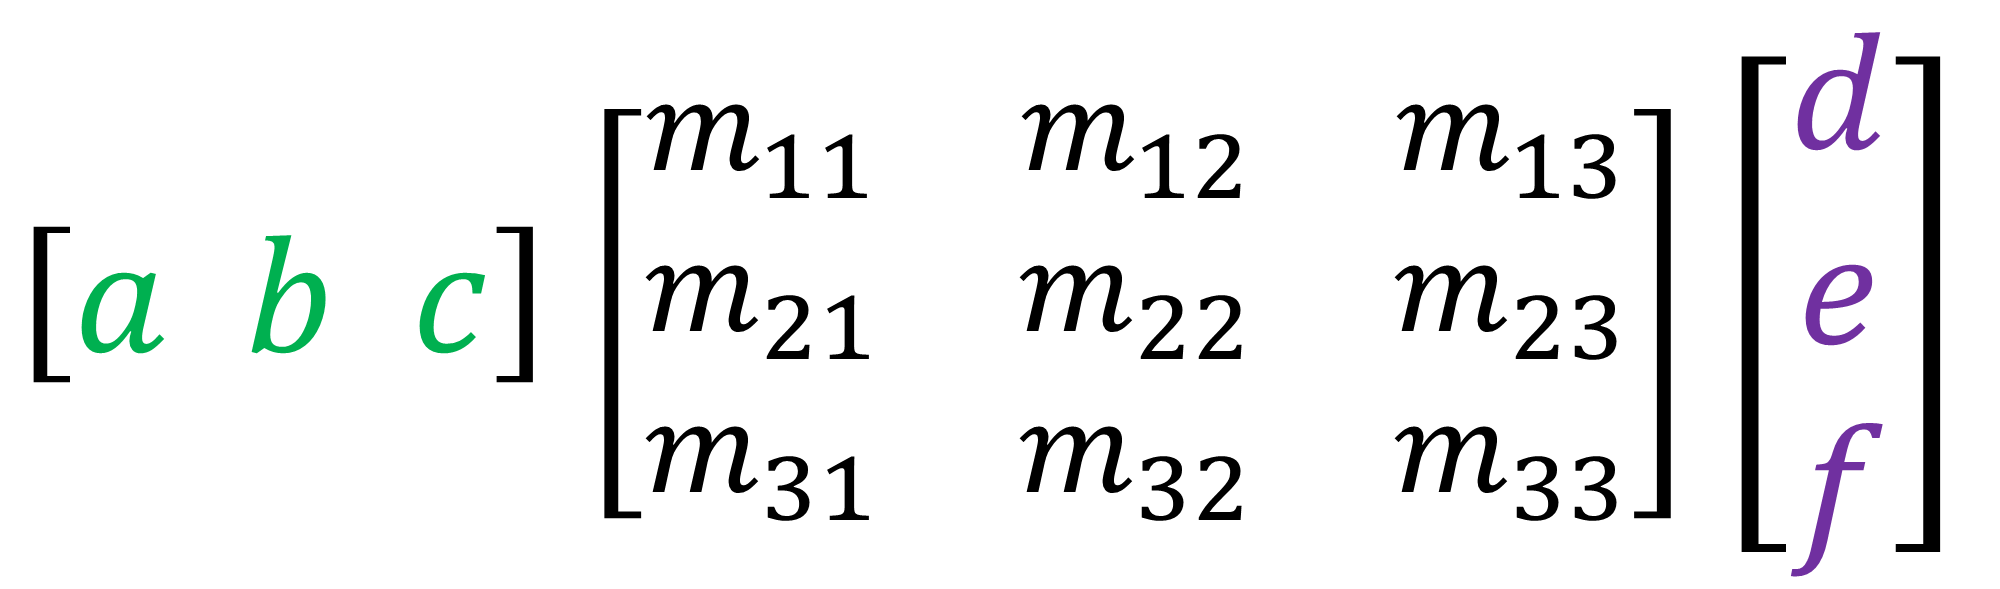 [a b c] [m₁₁ m₁₂ m₁₃] [d]
[m₂₁ m₂₂ m₂₃] [e]
[m₃₁ m₃₂ m₃₃] [f]